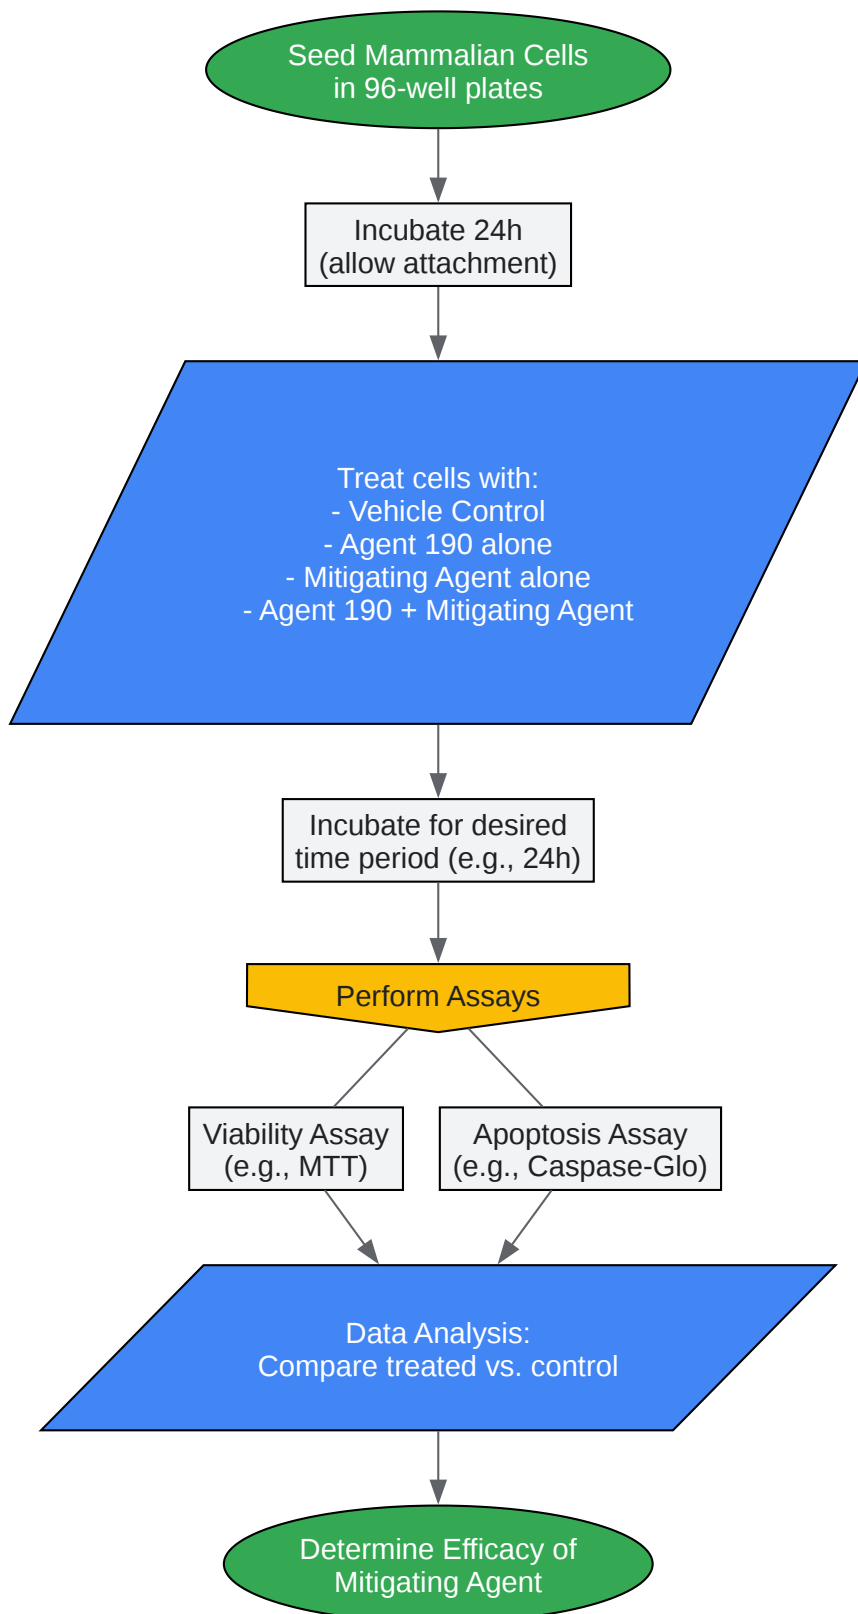 Seed Mammalian Cells
in 96-well plates
Incubate 24h
(allow attachment)
Treat cells with:
- Vehicle Control
- Agent 190 alone
- Mitigating Agent alone
- Agent 190 + Mitigating Agent
Incubate for desired
time period (e.g., 24h)
Perform Assays
Viability Assay
(e.g., MTT)
Apoptosis Assay
(e.g., Caspase-Glo)
Data Analysis:
Compare treated vs. control
Determine Efficacy of
Mitigating Agent